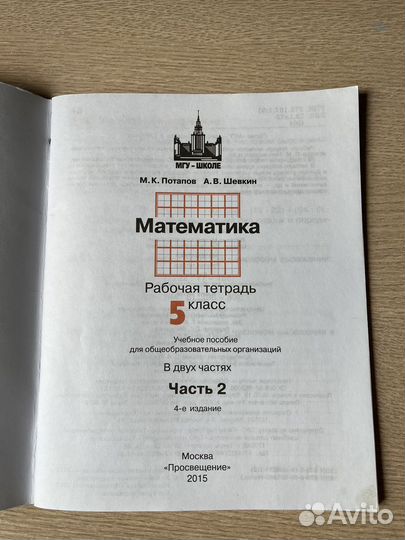 МГУ – ШКОЛЕ
М. К. Потапов А. В. Шевкин
Математика
Рабочая тетрадь
5 класс
Учебное пособие
для общеобразовательных организаций
В двух частях
Часть 2
4-е издание
Москва
«Просвещение»
2015
Avito